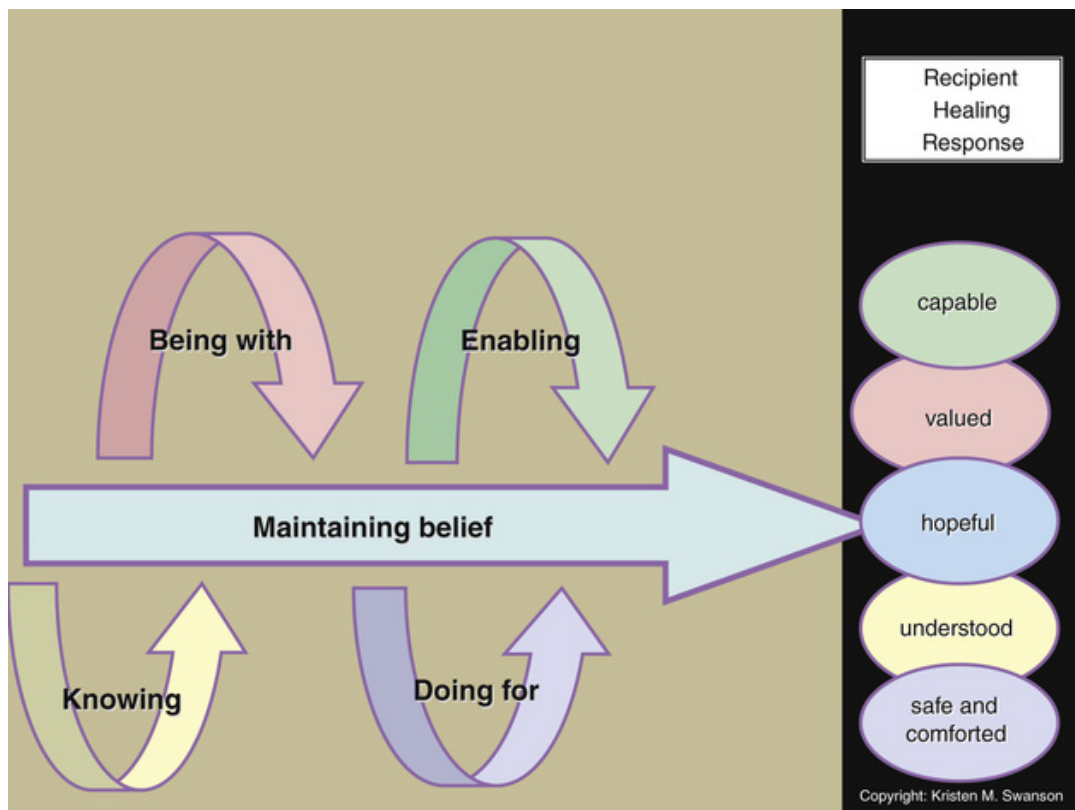 Recipient
Healing
Response
Being with
Enabling
Maintaining belief
Knowing
Doing for
capable
valued
hopeful
understood
safe and
comforted
Copyright: Kristen M. Swanson